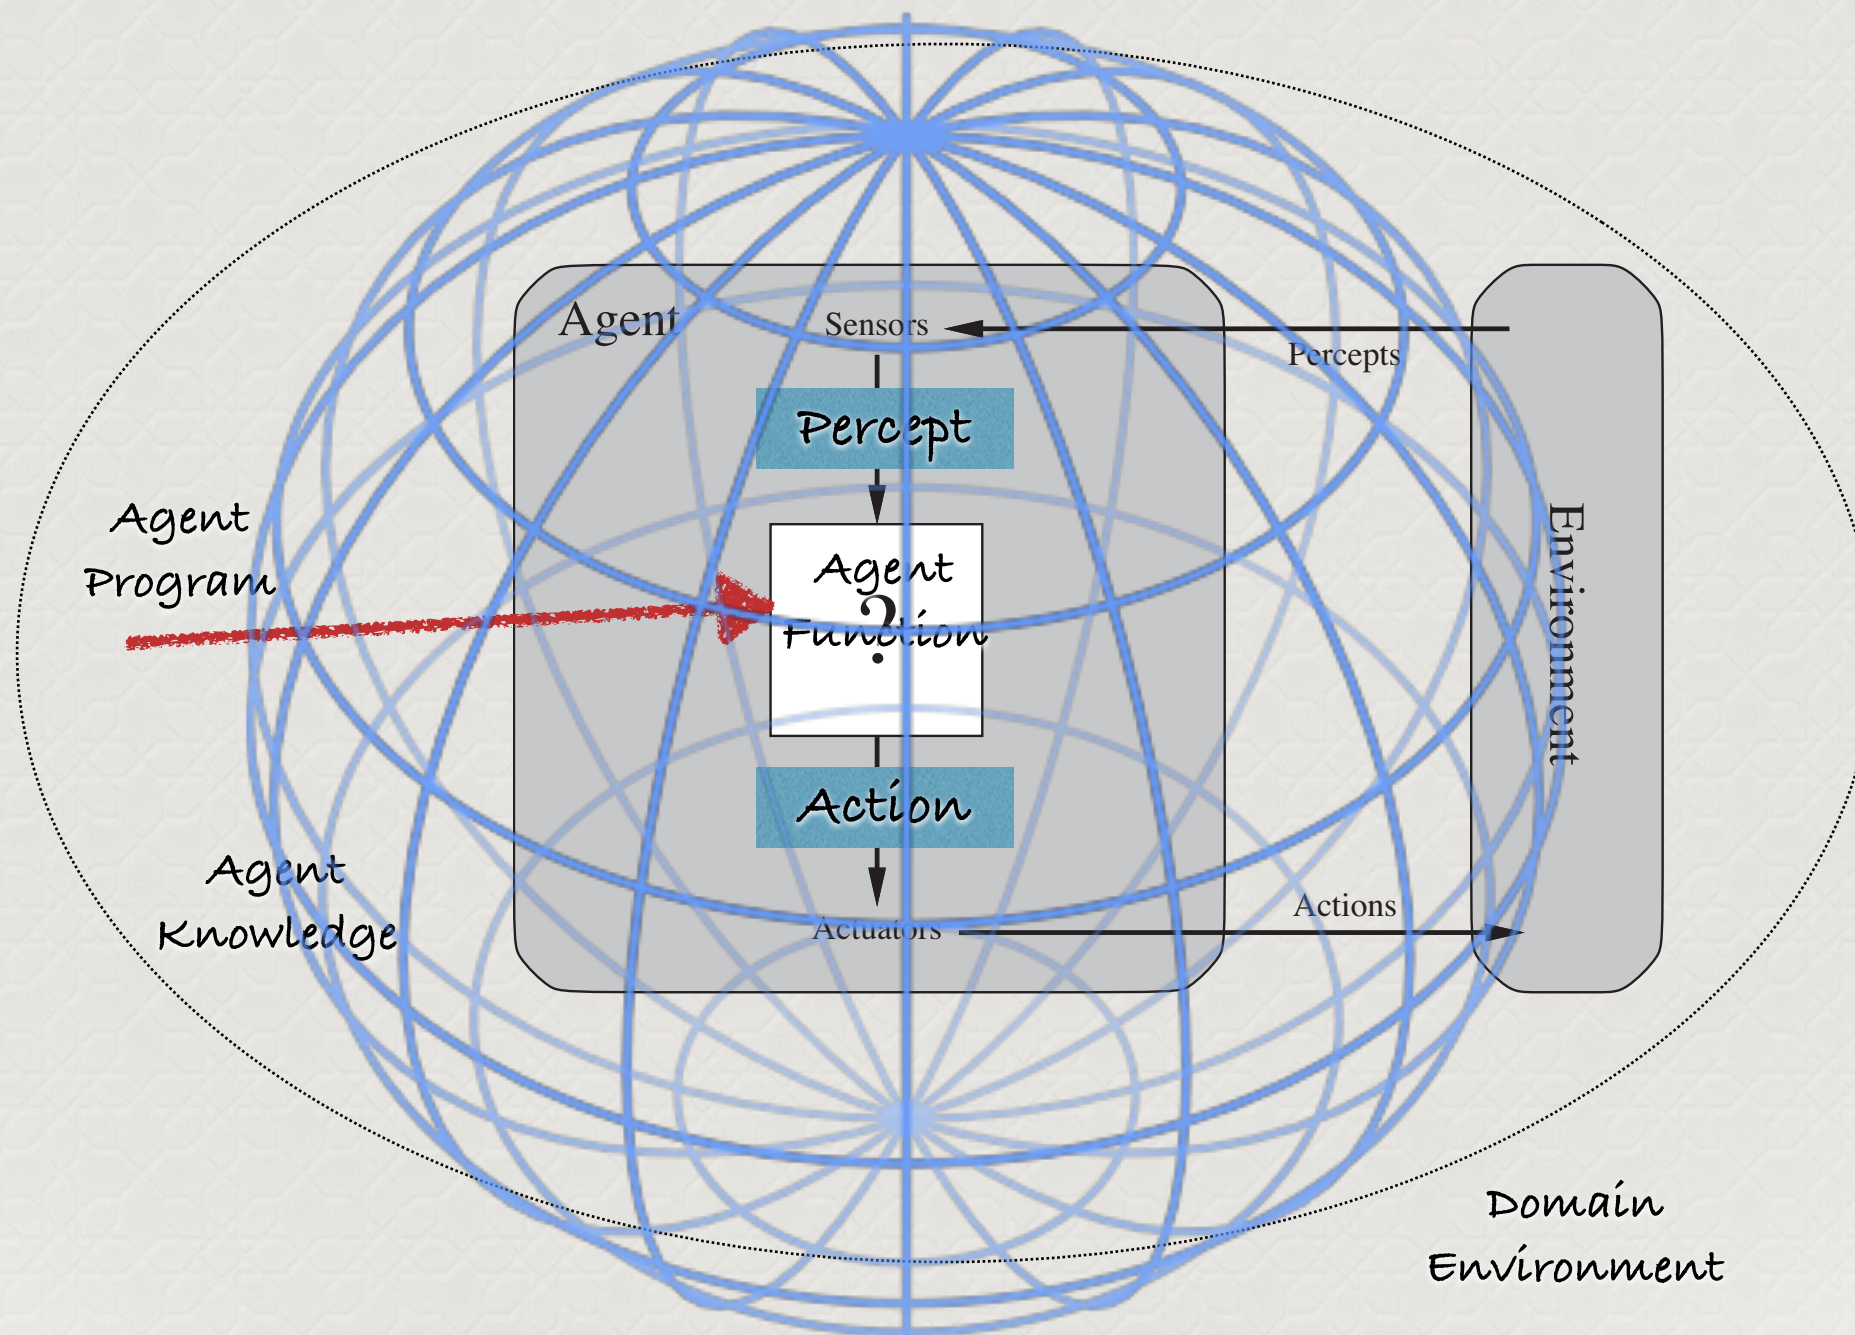 Agent
Sensors
Percepts
Percept
Agent
Program
Agent
?
Function
Environment
Action
Agent
Knowledge
Actions
Actuators
Domain
Environment